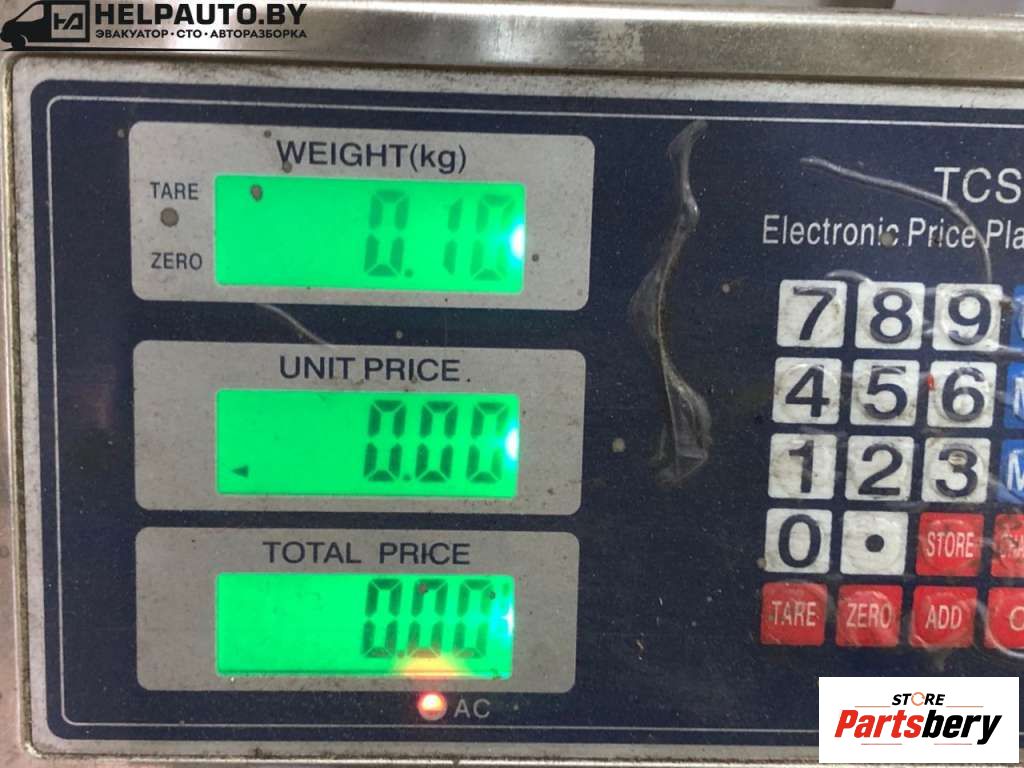 HELPAUTO.BY
ЭВАКУАТОР • СТО • АВТОРАЗБОРКА
WEIGHT(kg)
TARE
0.10
ZERO
TCS
Electronic Price Pla
7 8 9
UNIT PRICE
4 5 6 M
0.00
1 2 3 M
TOTAL PRICE
0 . STORE
0.00
TARE ZERO ADD
AC
STORE
Partsbery